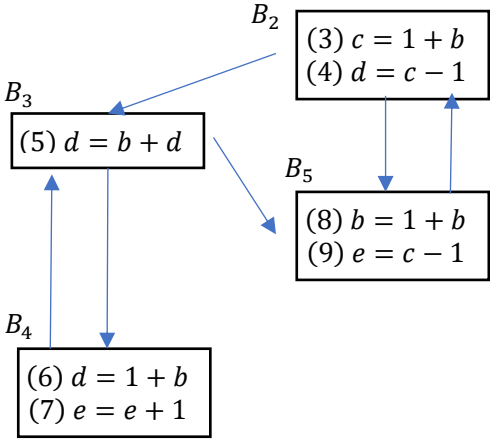 B₂
(3) c = 1 + b
(4) d = c − 1
B₃
(5) d = b + d
B₅
(8) b = 1 + b
(9) e = c − 1
B₄
(6) d = 1 + b
(7) e = e + 1